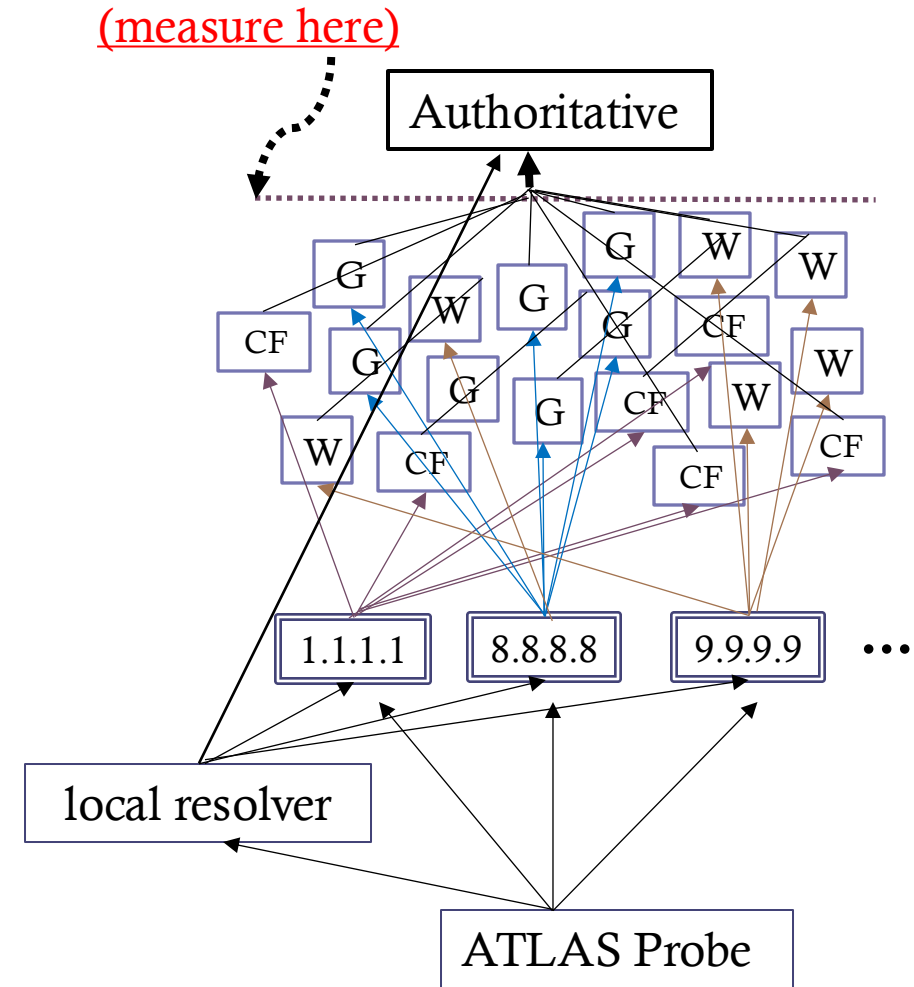 (measure here)
Authoritative
G
W
G
W
G
W
G
CF
CF
G
W
G
CF
W
G
W
CF
CF
CF
1.1.1.1
8.8.8.8
9.9.9.9
...
local resolver
ATLAS Probe